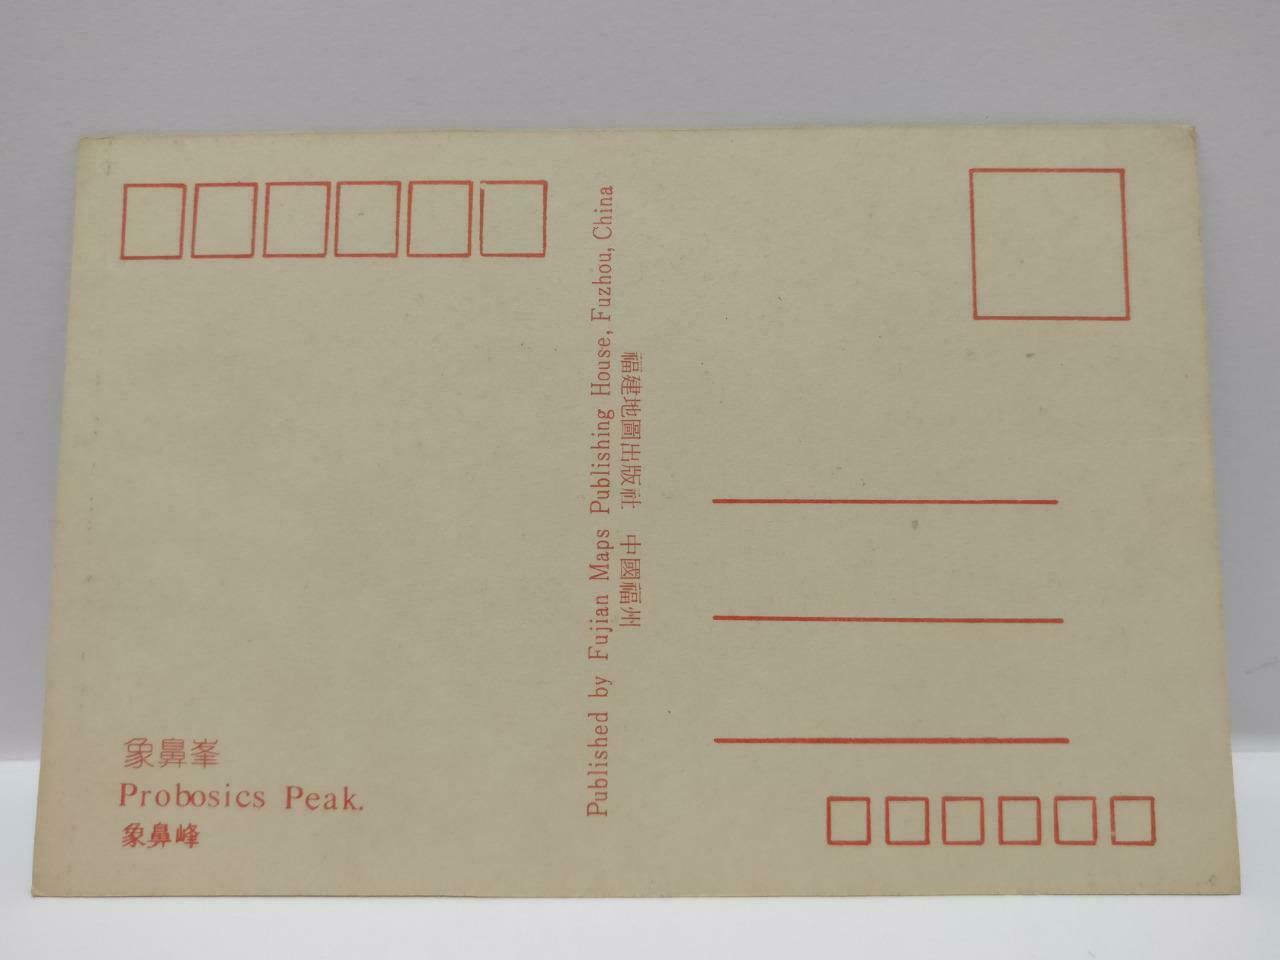 象鼻峯
Probosics Peak.
象鼻峰
Published by Fujian Maps Publishing House, Fuzhou, China
福建地圖出版社 中國福州